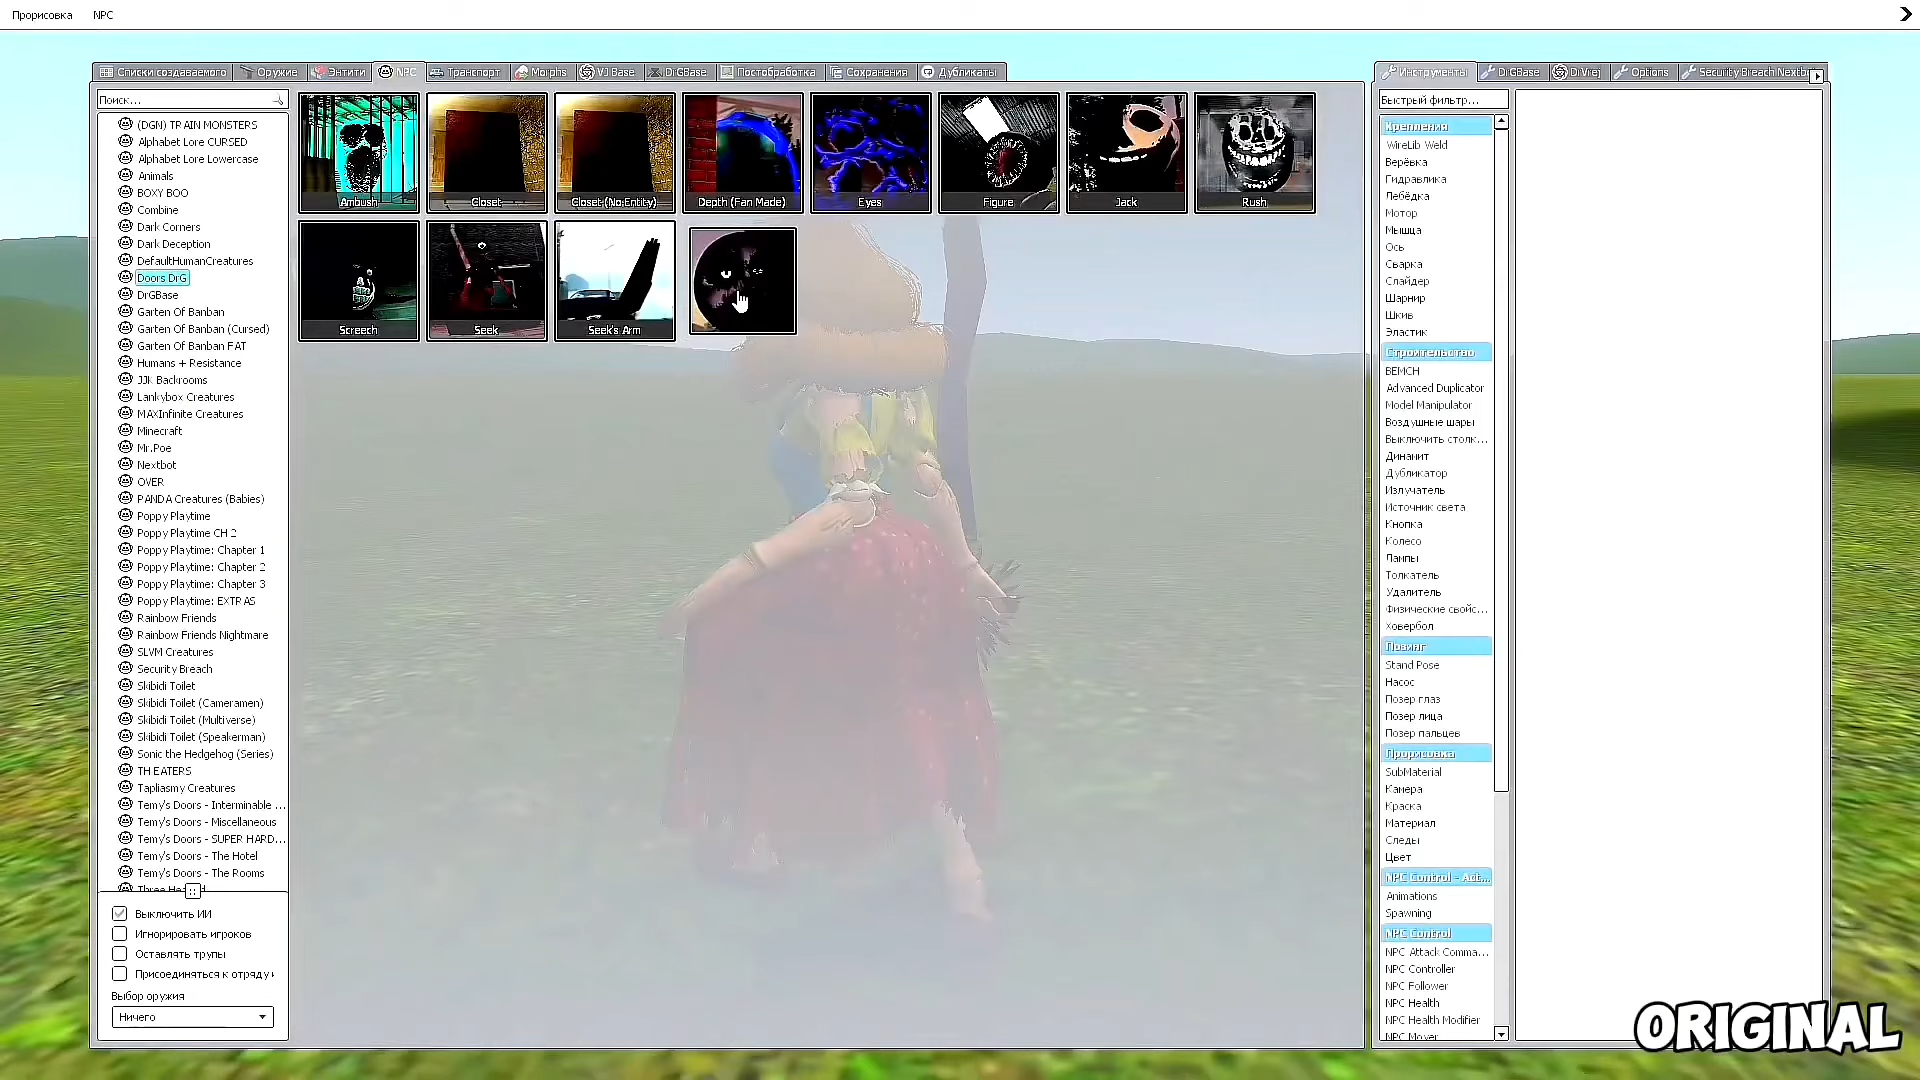 Прорисовка NPC
Списки создаваемого Оружие Энтити NPC Транспорт Morphs VJ Base DrGBase Постобработка Сохранения Дубликаты
Поиск...
(DGN) TRAIN MONSTERS
Alphabet Lore CURSED
Alphabet Lore Lowercase
Animals
BOXY BOO
Combine
Dark Corners
Dark Deception
DefaultHumanCreatures
Doors DrG
DrGBase
Garten Of Banban
Garten Of Banban (Cursed)
Garten Of Banban FAT
Humans + Resistance
JJK Backrooms
Lankybox Creatures
MAXInfinite Creatures
Minecraft
Mr.Poe
Nextbot
OVER
PANDA Creatures (Babies)
Poppy Playtime
Poppy Playtime CH 2
Poppy Playtime: Chapter 1
Poppy Playtime: Chapter 2
Poppy Playtime: Chapter 3
Poppy Playtime: EXTRAS
Rainbow Friends
Rainbow Friends Nightmare
SLVM Creatures
Security Breach
Skibidi Toilet
Skibidi Toilet (Cameramen)
Skibidi Toilet (Multiverse)
Skibidi Toilet (Speakerman)
Sonic the Hedgehog (Series)
TH EATERS
Tapliasmy Creatures
Temy's Doors - Interminable ...
Temy's Doors - Miscellaneous
Temy's Doors - SUPER HARD...
Temy's Doors - The Hotel
Temy's Doors - The Rooms
Выключить ИИ
Игнорировать игроков
Оставлять трупы
Присоединяться к отряду
Выбор оружия
Ничего
Ambush Closet Closet (No Entity) Depth (Fan Made) Eyes Figure Jack Rush
Screech Seek Seek's Arm
Инструменты DrGBase DrVrej Options Security Breach Nextb
Быстрый фильтр...
Крепления
WireLib Weld
Верёвка
Гидравлика
Лебёдка
Мотор
Мышца
Ось
Сварка
Слайдер
Шарнир
Шкив
Эластик
Строительство
BEMCH
Advanced Duplicator
Model Manipulator
Воздушные шары
Выключить столк...
Динамит
Дубликатор
Излучатель
Источник света
Кнопка
Колесо
Лампы
Толкатель
Удалитель
Физические свойс...
Ховербол
Позинг
Stand Pose
Насос
Позер глаз
Позер лица
Позер пальцев
Прорисовка
SubMaterial
Камера
Краска
Материал
Следы
Цвет
NPC Control - Adt...
Animations
Spawning
NPC Control
NPC Attack Comma...
NPC Controller
NPC Follower
NPC Health
NPC Health Modifier
NPC Mover
ORIGINAL